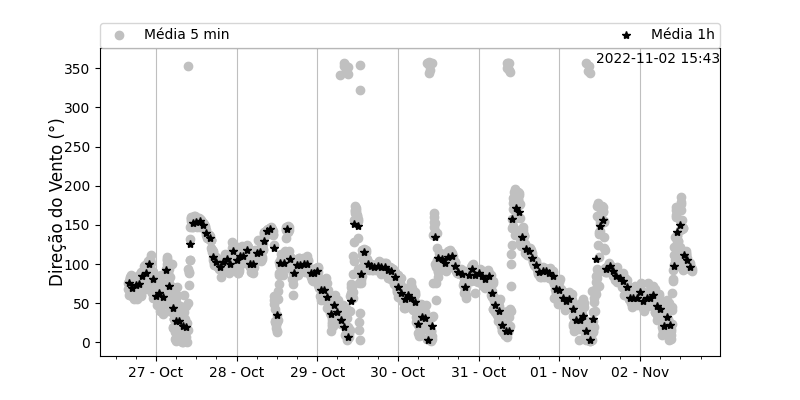 Média 5 min
Média 1h
2022-11-02 15:43
Direção do Vento (°)
350
300
250
200
150
100
50
0
27 - Oct
28 - Oct
29 - Oct
30 - Oct
31 - Oct
01 - Nov
02 - Nov